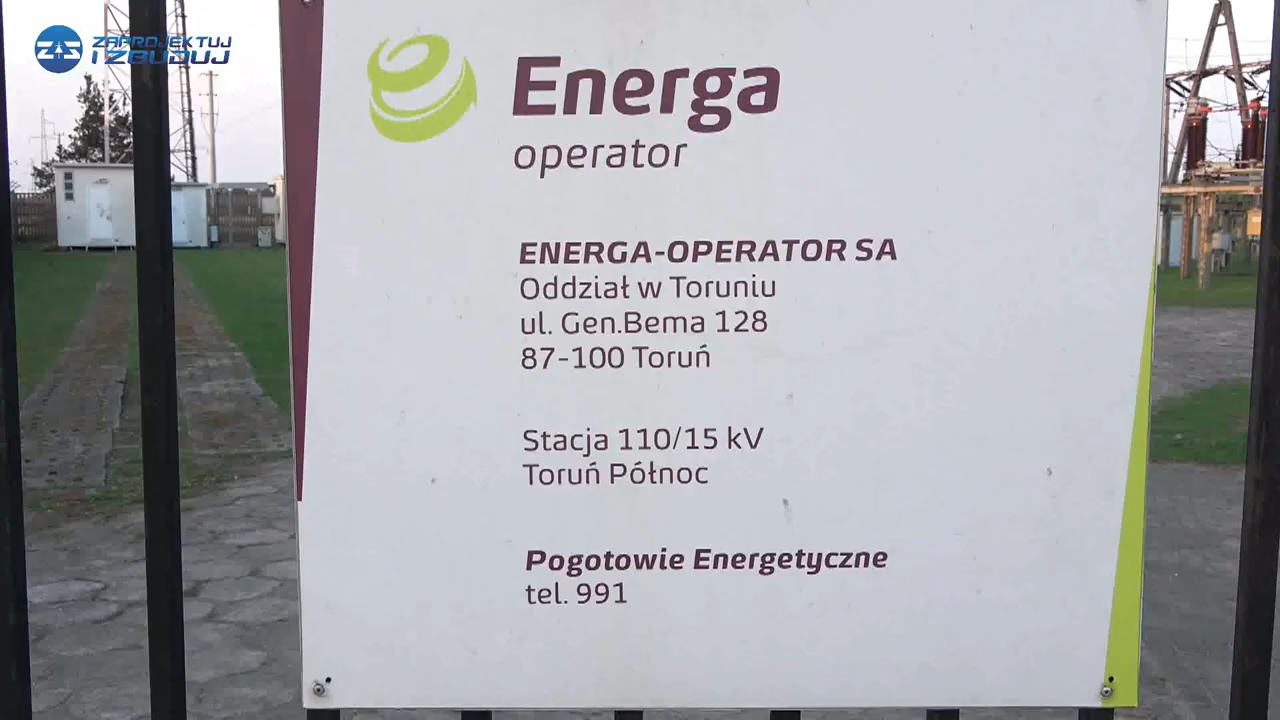 ZAPROJEKTUJ
I ZBUDUJ
Energa
operator
ENERGA-OPERATOR SA
Oddział w Toruniu
ul. Gen.Bema 128
87-100 Toruń
Stacja 110/15 kV
Toruń Północ
Pogotowie Energetyczne
tel. 991